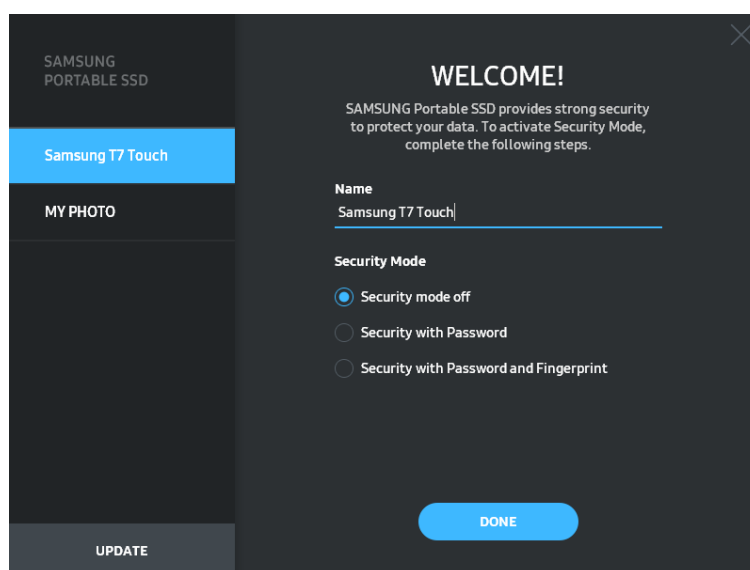 SAMSUNG
PORTABLE SSD
Samsung T7 Touch
MY PHOTO
UPDATE
WELCOME!
SAMSUNG Portable SSD provides strong security
to protect your data. To activate Security Mode,
complete the following steps.
Name
Samsung T7 Touch
Security Mode
Security mode off
Security with Password
Security with Password and Fingerprint
DONE